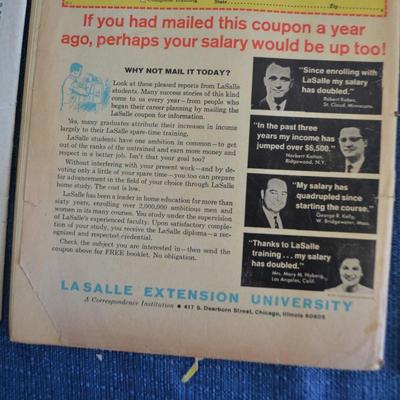 State
Zip
If you had mailed this coupon a year
ago, perhaps your salary would be up too!
WHY NOT MAIL IT TODAY?
Look at these pleased reports from LaSalle
students. Many success stories of this kind
come to us every year—from people who
began their career planning by mailing the
LaSalle coupon for information.
Yes, many graduates attribute their increases in income
largely to their LaSalle spare-time training.
LaSalle students have one ambition in common—to get
out of the ranks of the untrained and earn more money and
respect in a better job. Isn't that your goal too?
Without interfering with your present work—and by de-
voting only a little of your spare time—you too can prepare
for advancement in the field of your choice through LaSalle
home study. The cost is low.
LaSalle has been a leader in home education for more than
sixty years, enrolling over 2,000,000 ambitious men and
women in its many courses. You study under the supervision
of LaSalle's experienced faculty. Upon satisfactory comple-
tion of your study, you receive the LaSalle diploma—a rec-
ognized and respected credential.
Check the subject you are interested in—then send the
coupon above for FREE booklet. No obligation.
"Since enrolling with
LaSalle my salary
has doubled."
Robert
St. Cloud, Minnesota.
"In the past three
years my income has
jumped over $6,500."
Norbert
Ridgewood, N.Y.
"My salary has
quadrupled since
starting the course."
George R. Kelly,
W. Bridgewater, Mass.
"Thanks to LaSalle
training . . . my salary
has doubled."
Mrs. Mary M.
Los Angeles, Calif.
LASALLE EXTENSION UNIVERSITY
A Correspondence Institution • 417 S. Dearborn Street, Chicago, Illinois 60605